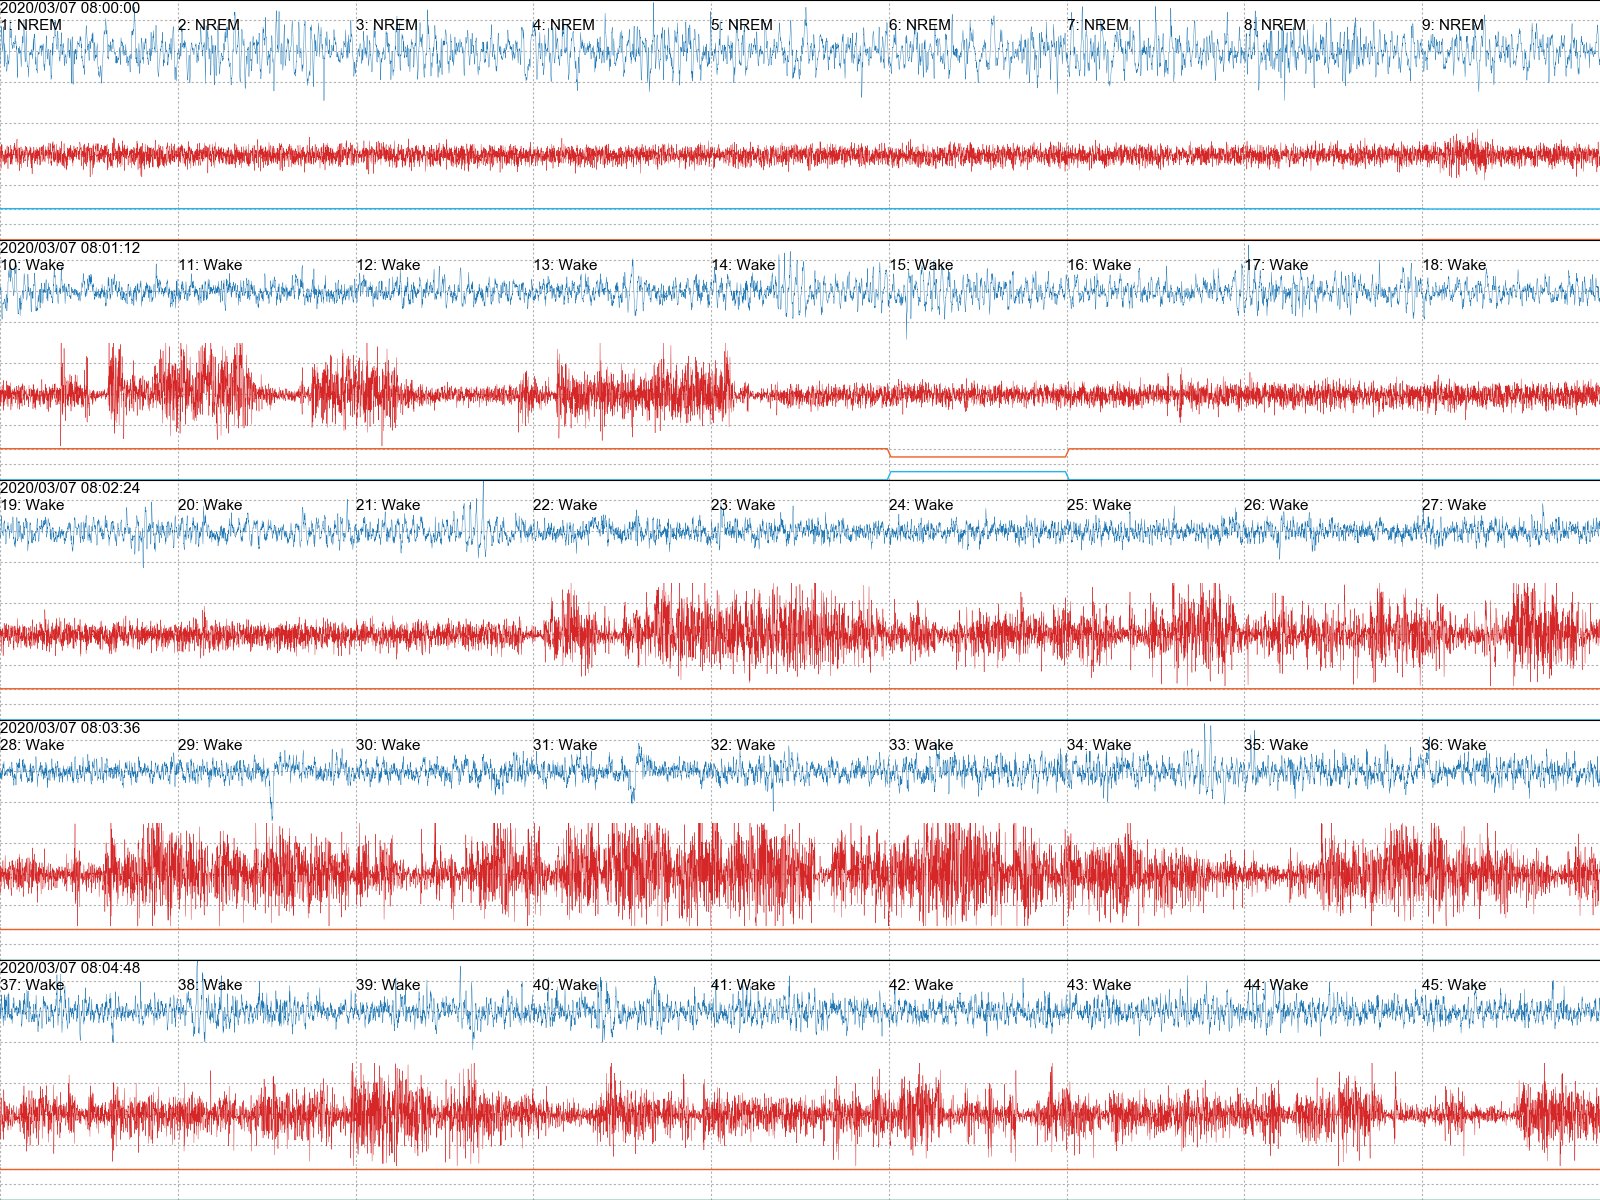 2020/03/07 08:00:00
1: NREM 2: NREM 3: NREM 4: NREM 5: NREM 6: NREM 7: NREM 8: NREM 9: NREM
2020/03/07 08:01:12
10: Wake 11: Wake 12: Wake 13: Wake 14: Wake 15: Wake 16: Wake 17: Wake 18: Wake
2020/03/07 08:02:24
19: Wake 20: Wake 21: Wake 22: Wake 23: Wake 24: Wake 25: Wake 26: Wake 27: Wake
2020/03/07 08:03:36
28: Wake 29: Wake 30: Wake 31: Wake 32: Wake 33: Wake 34: Wake 35: Wake 36: Wake
2020/03/07 08:04:48
37: Wake 38: Wake 39: Wake 40: Wake 41: Wake 42: Wake 43: Wake 44: Wake 45: Wake